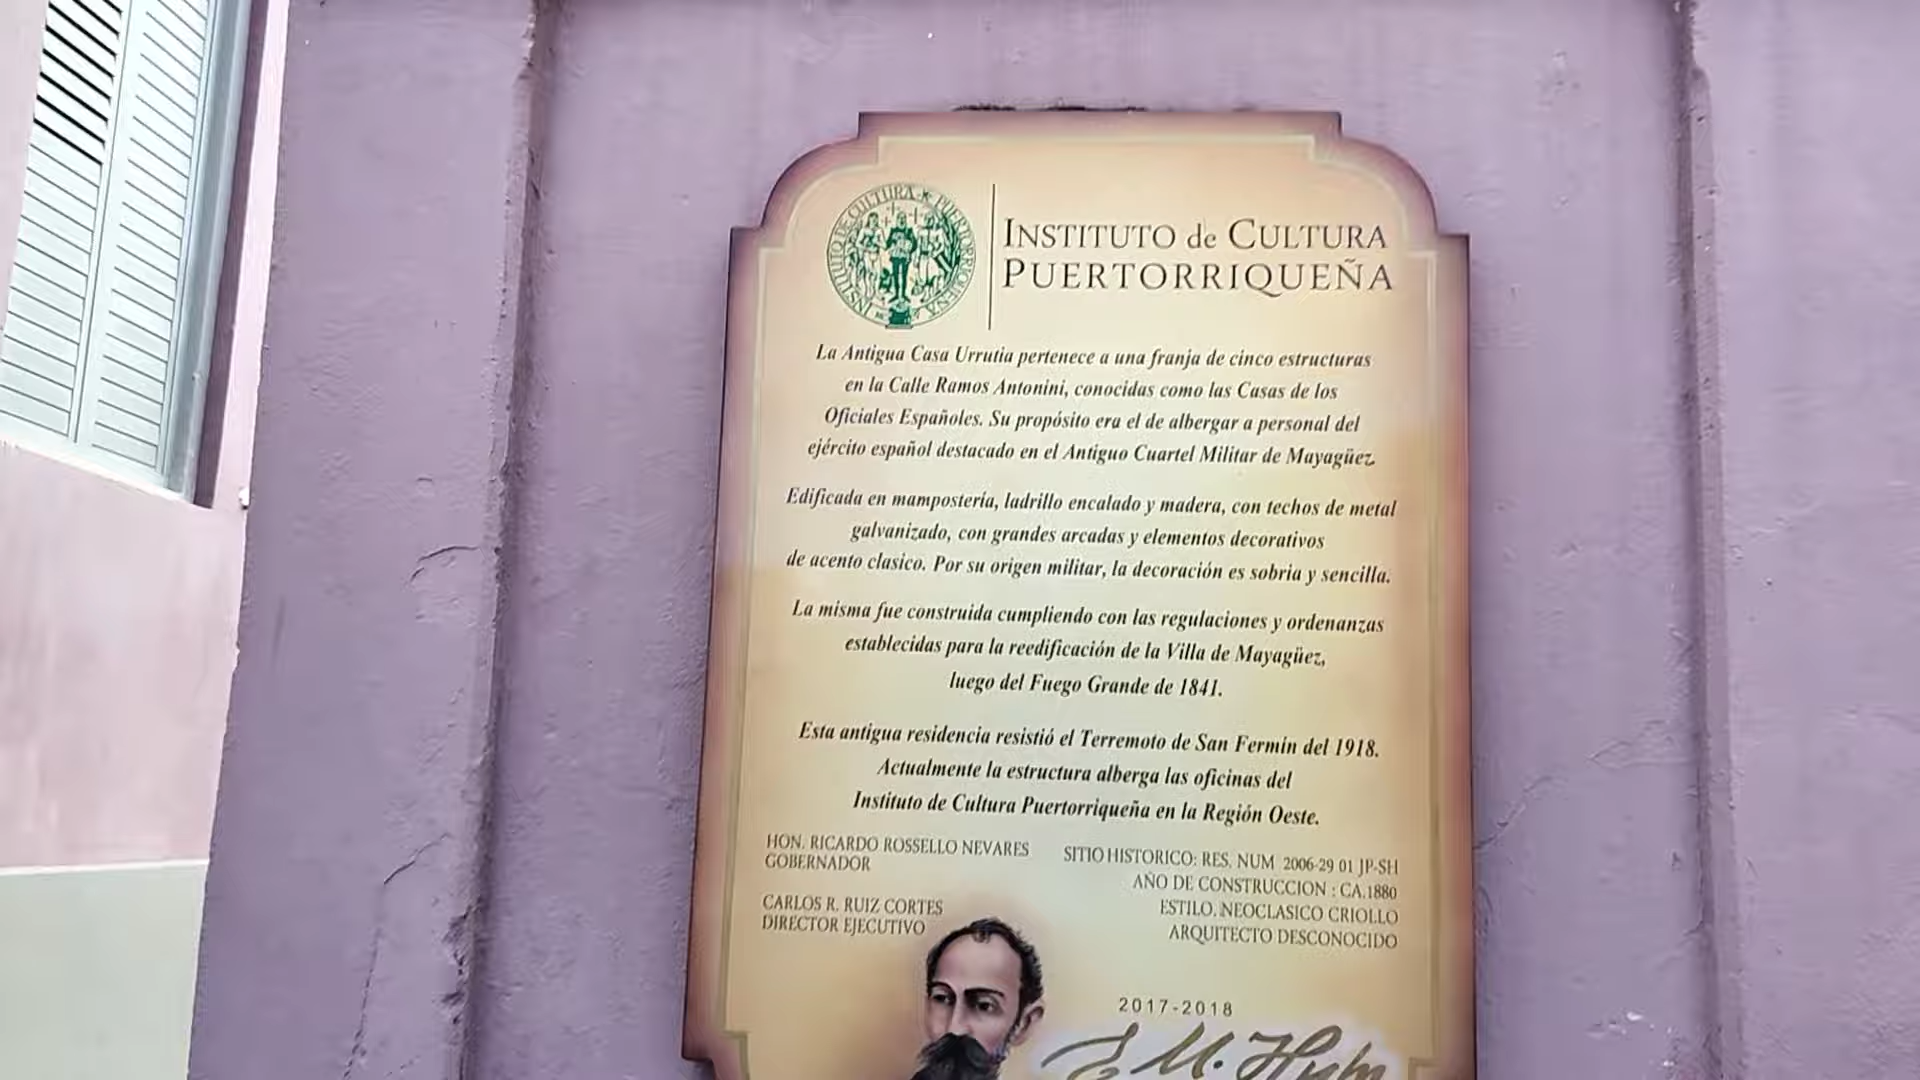 INSTITUTO DE CULTURA PUERTORRIQUEÑA
INSTITUTO de CULTURA
PUERTORRIQUEÑA
La Antigua Casa Urrutia pertenece a una franja de cinco estructuras
en la Calle Ramos Antonini, conocidas como las Casas de los
Oficiales Españoles. Su propósito era el de albergar a personal del
ejército español destacado en el Antiguo Cuartel Militar de Mayagüez.
Edificada en mampostería, ladrillo encalado y madera, con techos de metal
galvanizado, con grandes arcadas y elementos decorativos
de acento clasico. Por su origen militar, la decoración es sobria y sencilla.
La misma fue construida cumpliendo con las regulaciones y ordenanzas
establecidas para la reedificación de la Villa de Mayagüez,
luego del Fuego Grande de 1841.
Esta antigua residencia resistió el Terremoto de San Fermín del 1918.
Actualmente la estructura alberga las oficinas del
Instituto de Cultura Puertorriqueña en la Región Oeste.
HON. RICARDO ROSSELLO NEVARES
GOBERNADOR
CARLOS R. RUIZ CORTES
DIRECTOR EJECUTIVO
SITIO HISTORICO: RES. NUM 2006-29 01 JP-SH
AÑO DE CONSTRUCCION : CA.1880
ESTILO. NEOCLASICO CRIOLLO
ARQUITECTO DESCONOCIDO
2017-2018